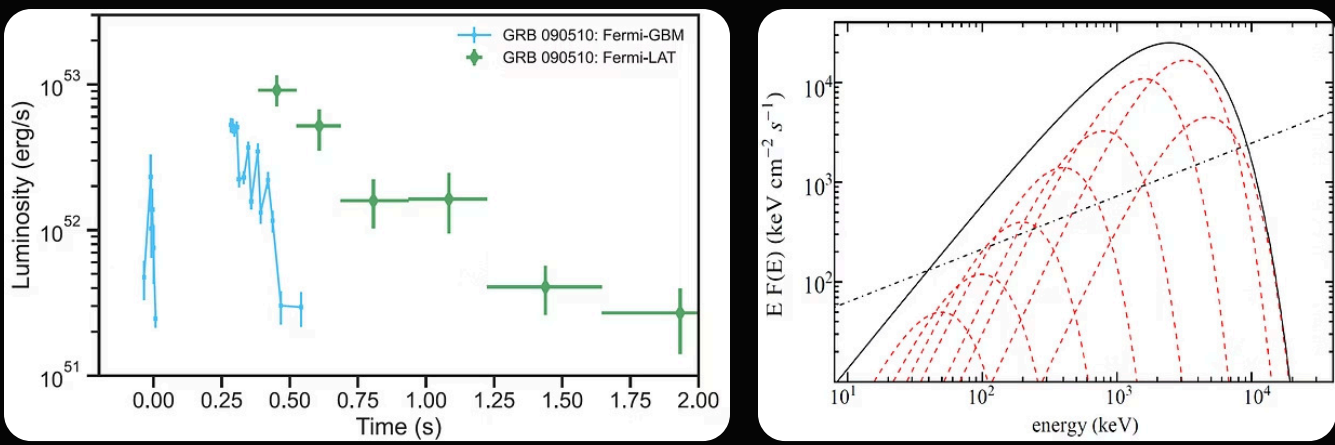 GRB 090510: Fermi-GBM
GRB 090510: Fermi-LAT
Luminosity (erg/s)
10^53
10^52
10^51
0.00 0.25 0.50 0.75 1.00 1.25 1.50 1.75 2.00
Time (s)
E F(E) (keV cm⁻² s⁻¹)
10^4
10^3
10^2
10^1 10^2 10^3 10^4
energy (keV)